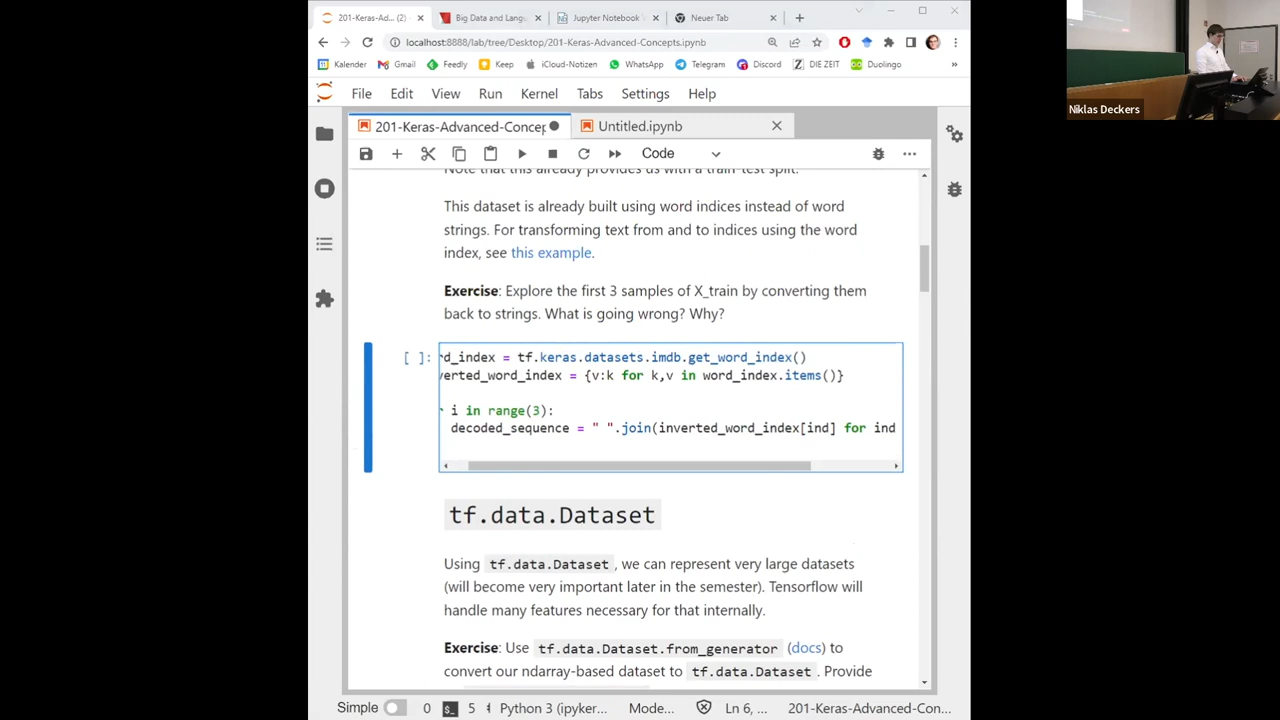 201-Keras-Ad... (2)
Big Data and Langu
Jupyter Notebook
Neuer Tab
localhost:8888/lab/tree/Desktop/201-Keras-Advanced-Concepts.ipynb
Kalender
Gmail
Feedly
Keep
iCloud-Notizen
WhatsApp
Telegram
Discord
DIE ZEIT
Duolingo
File Edit View Run Kernel Tabs Settings Help
201-Keras-Advanced-Concep
Untitled.ipynb
Code
Note that this already provides us with a train-test split.
This dataset is already built using word indices instead of word
strings. For transforming text from and to indices using the word
index, see this example.
Exercise: Explore the first 3 samples of X_train by converting them
back to strings. What is going wrong? Why?
[ ]:
rd_index = tf.keras.datasets.imdb.get_word_index()
verted_word_index = {v:k for k,v in word_index.items()}
i in range(3):
decoded_sequence = " ".join(inverted_word_index[ind] for ind
tf.data.Dataset
Using tf.data.Dataset, we can represent very large datasets
(will become very important later in the semester). Tensorflow will
handle many features necessary for that internally.
Exercise: Use tf.data.Dataset.from_generator (docs) to
convert our ndarray-based dataset to tf.data.Dataset. Provide
Simple 0 5 Python 3 (ipyker... Mode... Ln 6, ... 201-Keras-Advanced-Con...
Niklas Deckers